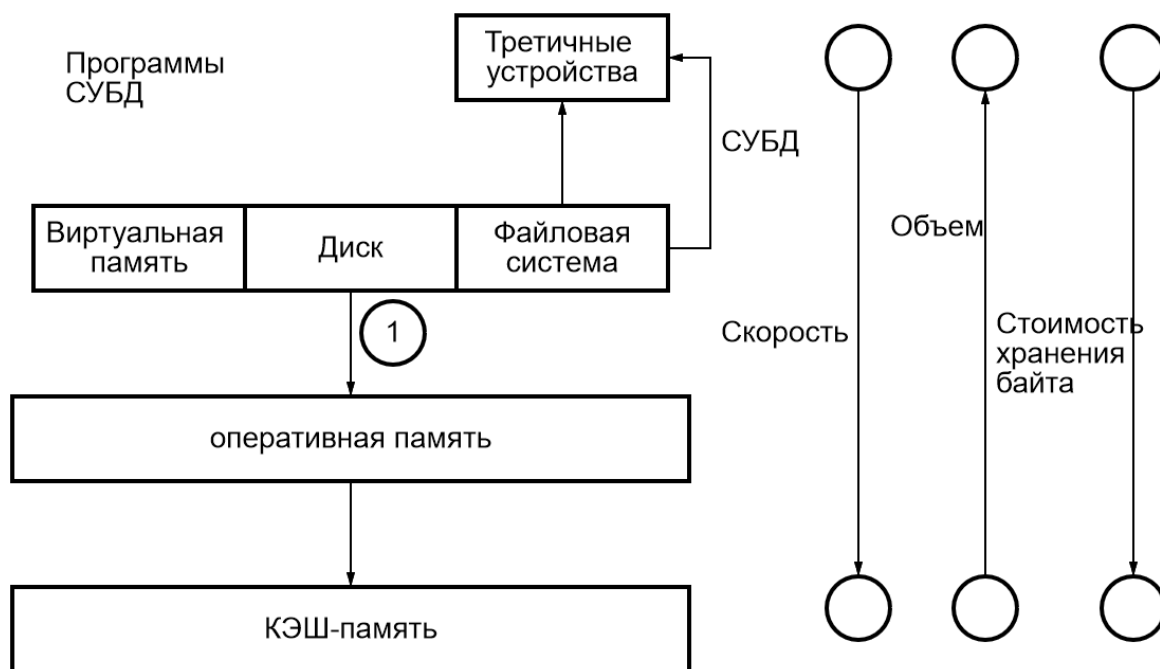 Программы
СУБД
Третичные
устройства
СУБД
Виртуальная
память
Диск
Файловая
система
1
оперативная память
КЭШ-память
Скорость
Объем
Стоимость
хранения
байта